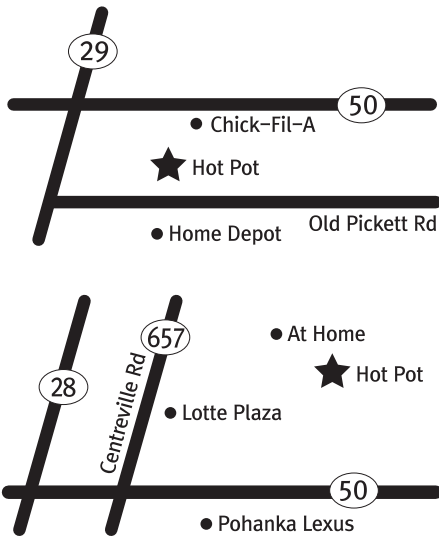 29
50
Chick-Fil-A
Hot Pot
Old Pickett Rd
Home Depot
657
At Home
Hot Pot
28
Centreville Rd
Lotte Plaza
50
Pohanka Lexus